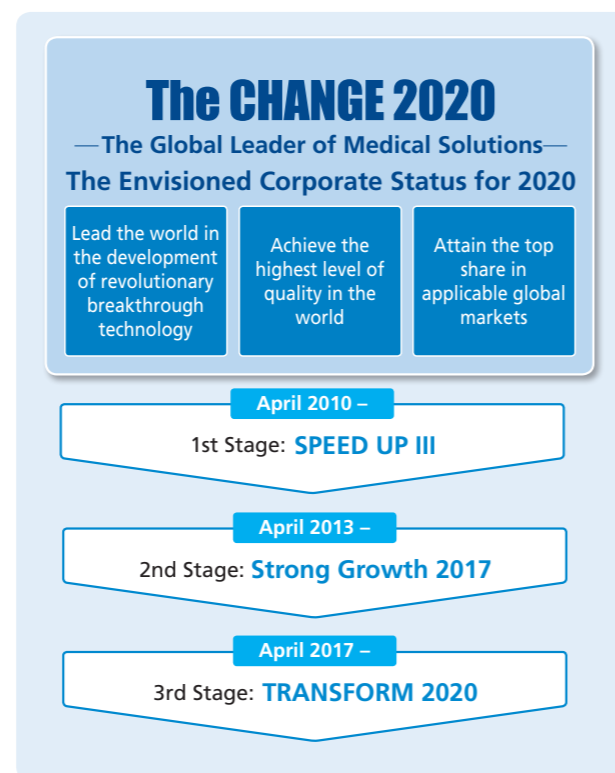 The CHANGE 2020
—The Global Leader of Medical Solutions—
The Envisioned Corporate Status for 2020
Lead the world in
the development
of revolutionary
breakthrough
technology
Achieve the
highest level of
quality in the
world
Attain the top
share in
applicable global
markets
April 2010 –
1st Stage: SPEED UP III
April 2013 –
2nd Stage: Strong Growth 2017
April 2017 –
3rd Stage: TRANSFORM 2020